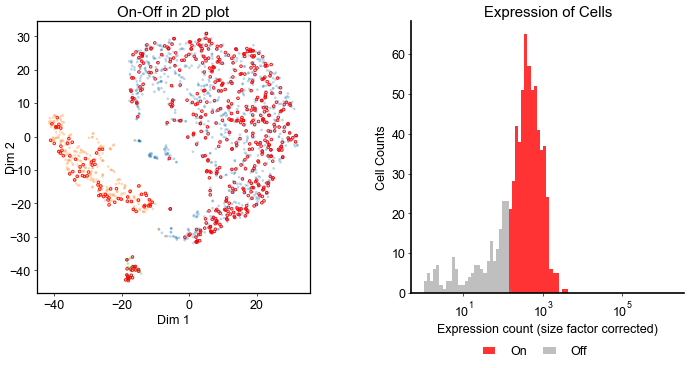 On-Off in 2D plot
30
20
10
0
−10
−20
−30
−40
Dim 2
−40
−20
0
20
Dim 1
Expression of Cells
60
50
40
30
20
10
0
Cell Counts
10^1
10^3
10^5
Expression count (size factor corrected)
On
Off